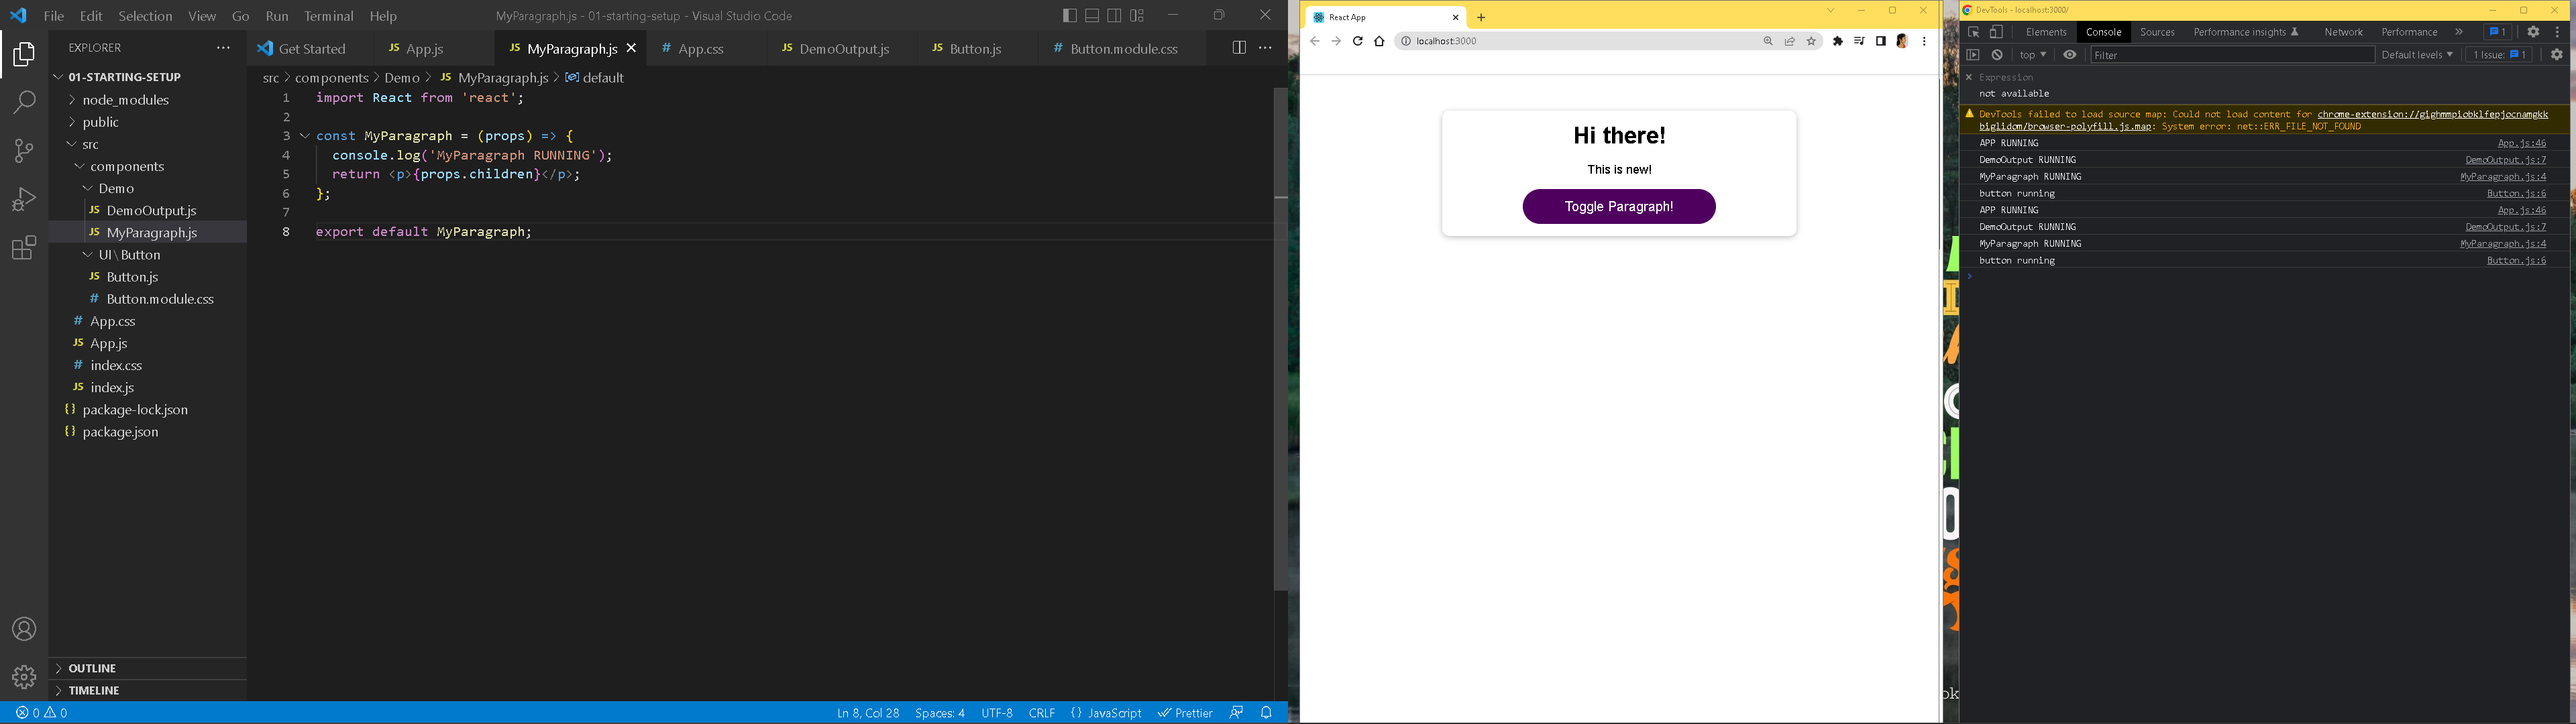 File Edit Selection View Go Run Terminal Help
MyParagraph.js - 01-starting-setup - Visual Studio Code
EXPLORER
01-STARTING-SETUP
node_modules
public
src
components
Demo
DemoOutput.js
MyParagraph.js
UI\Button
Button.js
Button.module.css
App.css
App.js
index.css
index.js
package-lock.json
package.json
OUTLINE
TIMELINE
Get Started
JS App.js
JS MyParagraph.js
# App.css
JS DemoOutput.js
JS Button.js
# Button.module.css
src > components > Demo > JS MyParagraph.js > default
1 import React from 'react';
2
3 const MyParagraph = (props) => {
4 console.log('MyParagraph RUNNING');
5 return <p>{props.children}</p>;
6 };
7
8 export default MyParagraph;
0 0
Ln 8, Col 28 Spaces: 4 UTF-8 CRLF {} JavaScript Prettier
React App
localhost:3000
Hi there!
This is new!
Toggle Paragraph!
DevTools - localhost:3000/
Elements Console Sources Performance insights Network Performance » 1
top Filter Default levels 1 Issue: 1
Expression
not available
DevTools failed to load source map: Could not load content for chrome-extension://gighmmpiobklfepjocnamgkk
biglidom/browser-polyfill.js.map: System error: net::ERR_FILE_NOT_FOUND
APP RUNNING App.js:46
DemoOutput RUNNING DemoOutput.js:7
MyParagraph RUNNING MyParagraph.js:4
button running Button.js:6
APP RUNNING App.js:46
DemoOutput RUNNING DemoOutput.js:7
MyParagraph RUNNING MyParagraph.js:4
button running Button.js:6